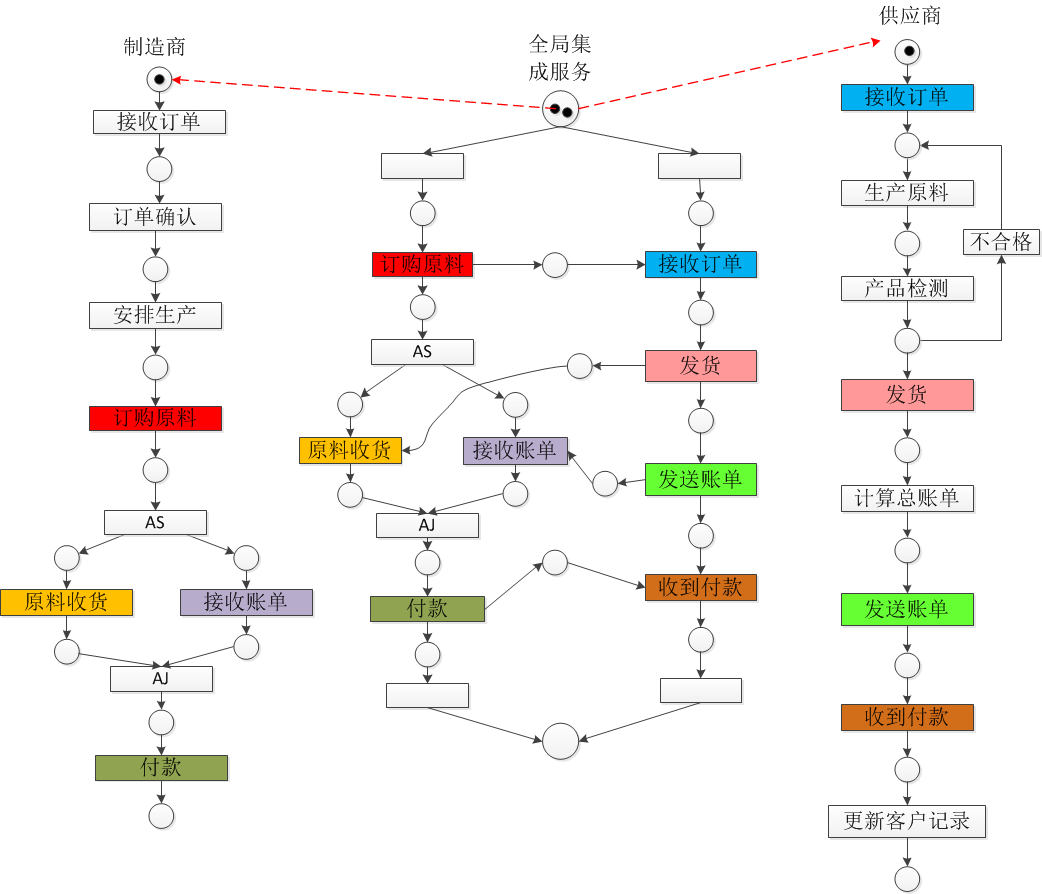 制造商
接收订单
订单确认
安排生产
订购原料
AS
原料收货
接收账单
AJ
付款
全局集
成服务
订购原料
接收订单
AS
发货
原料收货
接收账单
发送账单
AJ
付款
收到付款
供应商
接收订单
生产原料
不合格
产品检测
发货
计算总账单
发送账单
收到付款
更新客户记录